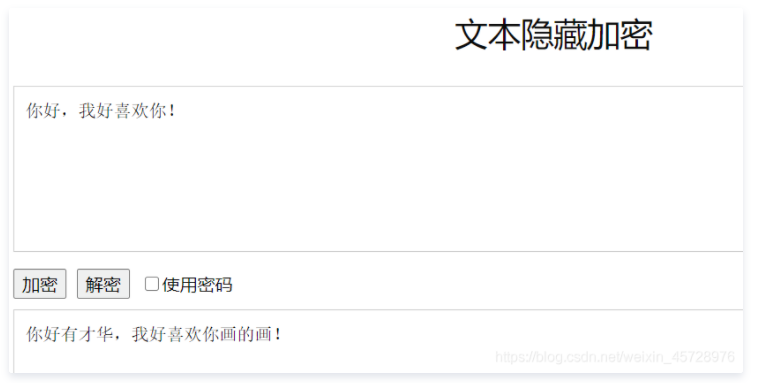 文本隐藏加密
你好，我好喜欢你！
加密 解密 使用密码
你好有才华，我好喜欢你画的画！
https://blog.csdn.net/weixin_45728976